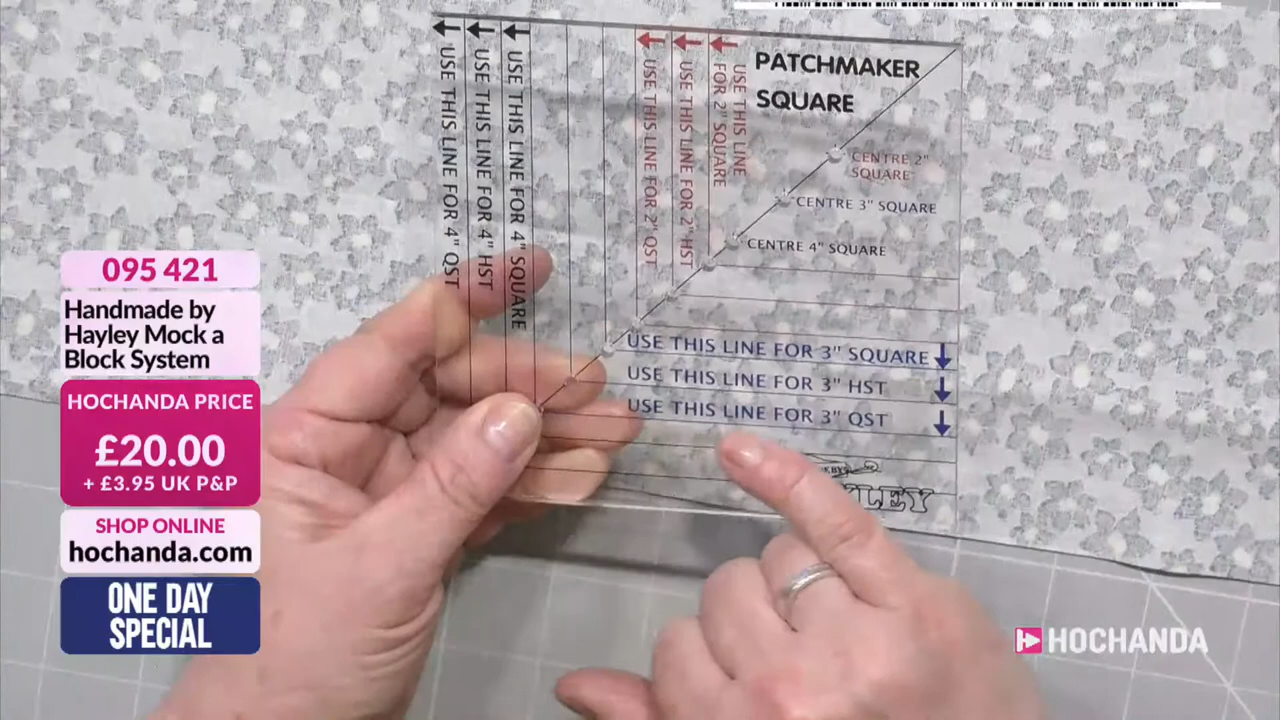 PATCHMAKER
SQUARE
USE THIS LINE FOR 4" QST
USE THIS LINE FOR 4" HST
USE THIS LINE FOR 4" SQUARE
USE THIS LINE FOR 2" QST
USE THIS LINE FOR 2" HST
USE THIS LINE
FOR 2" SQUARE
CENTRE 2"
SQUARE
CENTRE 3" SQUARE
CENTRE 4" SQUARE
USE THIS LINE FOR 3" SQUARE
USE THIS LINE FOR 3" HST
USE THIS LINE FOR 3" QST
095 421
Handmade by
Hayley Mock a
Block System
HOCHANDA PRICE
£20.00
+ £3.95 UK P&P
SHOP ONLINE
hochanda.com
ONE DAY
SPECIAL
HOCHANDA